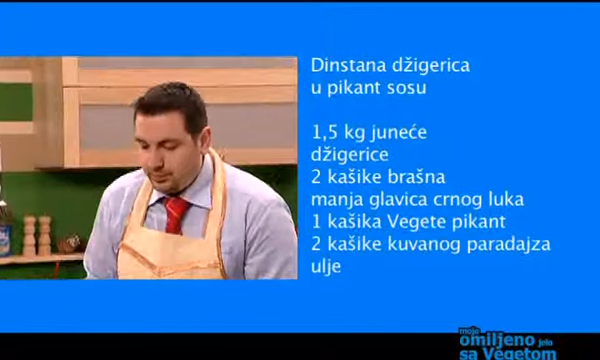 Dinstana džigerica
u pikant sosu
1,5 kg juneće
džigerice
2 kašike brašna
manja glavica crnog luka
1 kašika Vegete pikant
2 kašike kuvanog paradajza
ulje
moje
omiljeno jelo
sa Vegetom